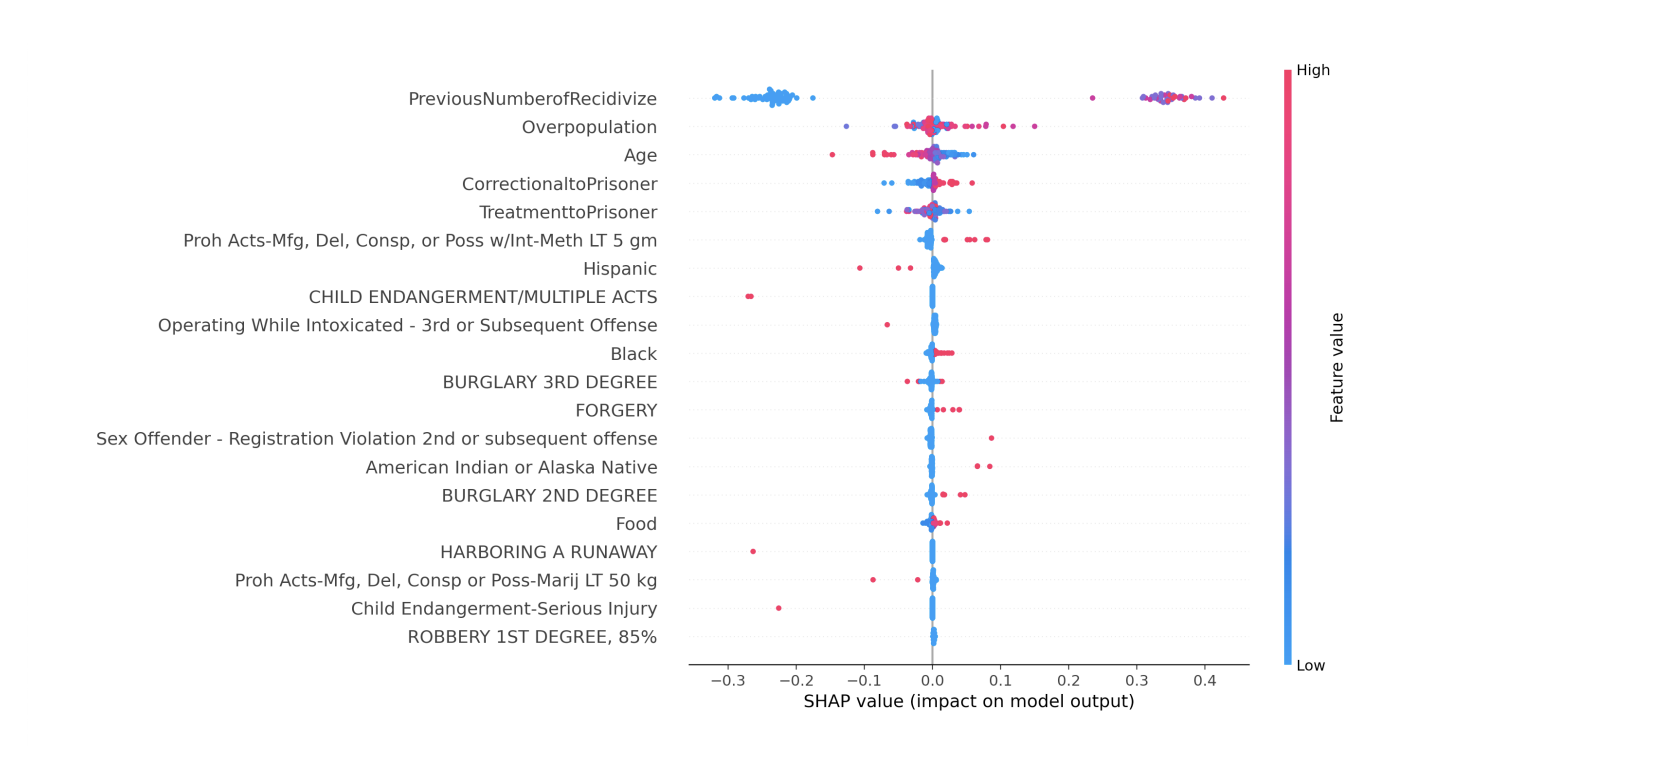 High
PreviousNumberofRecidivize
Overpopulation
Age
CorrectionaltoPrisoner
TreatmenttoPrisoner
Proh Acts-Mfg, Del, Consp, or Poss w/Int-Meth LT 5 gm
Hispanic
CHILD ENDANGERMENT/MULTIPLE ACTS
Operating While Intoxicated - 3rd or Subsequent Offense
Black
BURGLARY 3RD DEGREE
FORGERY
Sex Offender - Registration Violation 2nd or subsequent offense
American Indian or Alaska Native
BURGLARY 2ND DEGREE
Food
HARBORING A RUNAWAY
Proh Acts-Mfg, Del, Consp or Poss-Marij LT 50 kg
Child Endangerment-Serious Injury
ROBBERY 1ST DEGREE, 85%
Feature value
Low
−0.3 −0.2 −0.1 0.0 0.1 0.2 0.3 0.4
SHAP value (impact on model output)